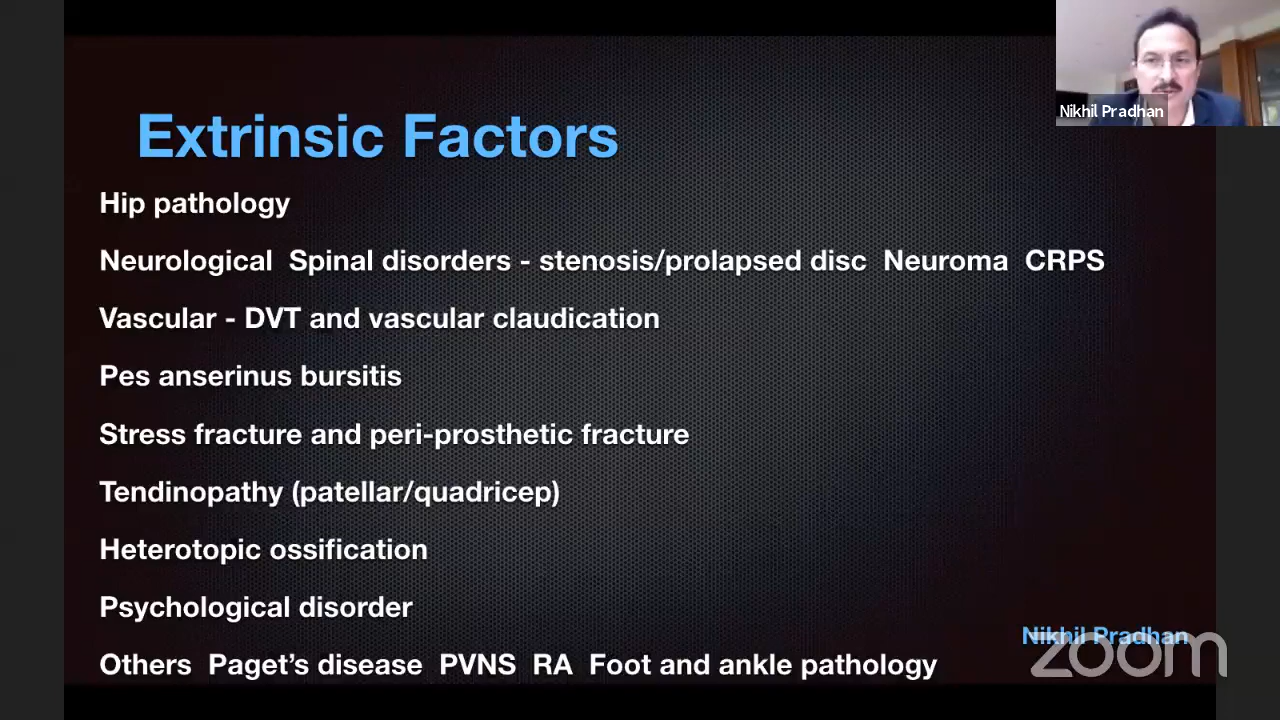 Nikhil Pradhan
Extrinsic Factors
Hip pathology
Neurological  Spinal disorders - stenosis/prolapsed disc  Neuroma  CRPS
Vascular - DVT and vascular claudication
Pes anserinus bursitis
Stress fracture and peri-prosthetic fracture
Tendinopathy (patellar/quadricep)
Heterotopic ossification
Psychological disorder
Nikhil Pradhan
Others  Paget’s disease  PVNS  RA  Foot and ankle pathology
zoom